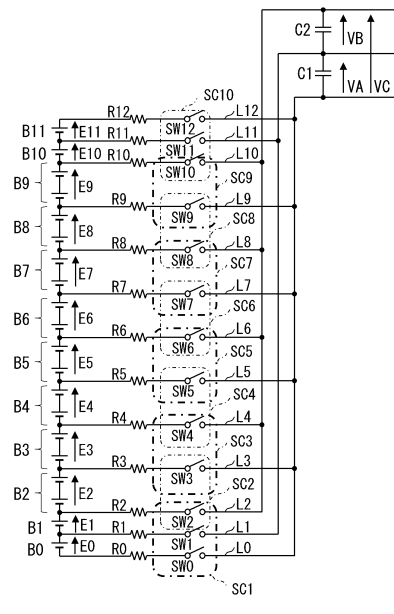 C2
VB
C1
VA VC
SC10
R12 L12
B11 E11 R11 SW12 L11
B10 E10 R10 SW11 L10
SW10
SC9
B9 E9
R9 L9
SW9
B8 E8 SC8
R8 L8
SW8
B7 E7 SC7
R7 L7
SW7
B6 E6 SC6
R6 L6
SW6
B5 E5 SC5
R5 L5
SW5
B4 E4 SC4
R4 L4
SW4
B3 E3 SC3
R3 L3
SW3
B2 E2 SC2
R2 L2
SW2
B1 E1 R1 L1
SW1
B0 E0 R0 L0
SW0
SC1